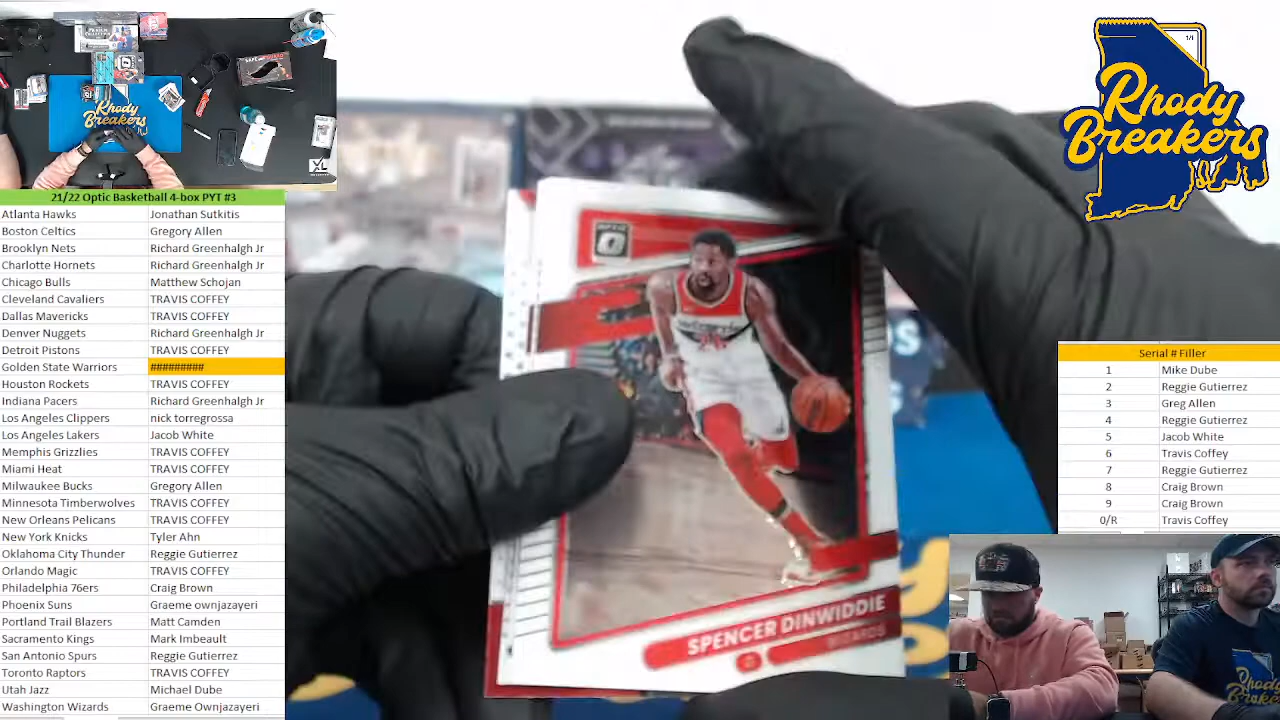 Rhody
Breakers
1/1
Rhody
Breakers
XL
21/22 Optic Basketball 4-box PYT #3
Atlanta Hawks Jonathan Sutkitis
Boston Celtics Gregory Allen
Brooklyn Nets Richard Greenhalgh Jr
Charlotte Hornets Richard Greenhalgh Jr
Chicago Bulls Matthew Schojan
Cleveland Cavaliers TRAVIS COFFEY
Dallas Mavericks TRAVIS COFFEY
Denver Nuggets Richard Greenhalgh Jr
Detroit Pistons TRAVIS COFFEY
Golden State Warriors #########
Houston Rockets TRAVIS COFFEY
Indiana Pacers Richard Greenhalgh Jr
Los Angeles Clippers nick torregrossa
Los Angeles Lakers Jacob White
Memphis Grizzlies TRAVIS COFFEY
Miami Heat TRAVIS COFFEY
Milwaukee Bucks Gregory Allen
Minnesota Timberwolves TRAVIS COFFEY
New Orleans Pelicans TRAVIS COFFEY
New York Knicks Tyler Ahn
Oklahoma City Thunder Reggie Gutierrez
Orlando Magic TRAVIS COFFEY
Philadelphia 76ers Craig Brown
Phoenix Suns Graeme ownjazayeri
Portland Trail Blazers Matt Camden
Sacramento Kings Mark Imbeault
San Antonio Spurs Reggie Gutierrez
Toronto Raptors TRAVIS COFFEY
Utah Jazz Michael Dube
Washington Wizards Graeme Ownjazayeri
SPENCER DINWIDDIE
WIZARDS
Serial # Filler
1 Mike Dube
2 Reggie Gutierrez
3 Greg Allen
4 Reggie Gutierrez
5 Jacob White
6 Travis Coffey
7 Reggie Gutierrez
8 Craig Brown
9 Craig Brown
0/R Travis Coffey
Rhody
Breakers